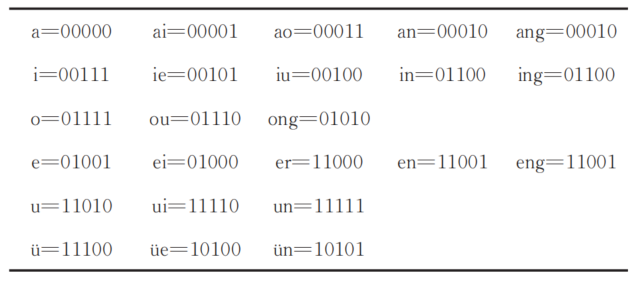 a=00000 ai=00001 ao=00011 an=00010 ang=00010
i=00111 ie=00101 iu=00100 in=01100 ing=01100
o=01111 ou=01110 ong=01010
e=01001 ei=01000 er=11000 en=11001 eng=11001
u=11010 ui=11110 un=11111
ü=11100 üe=10100 ün=10101